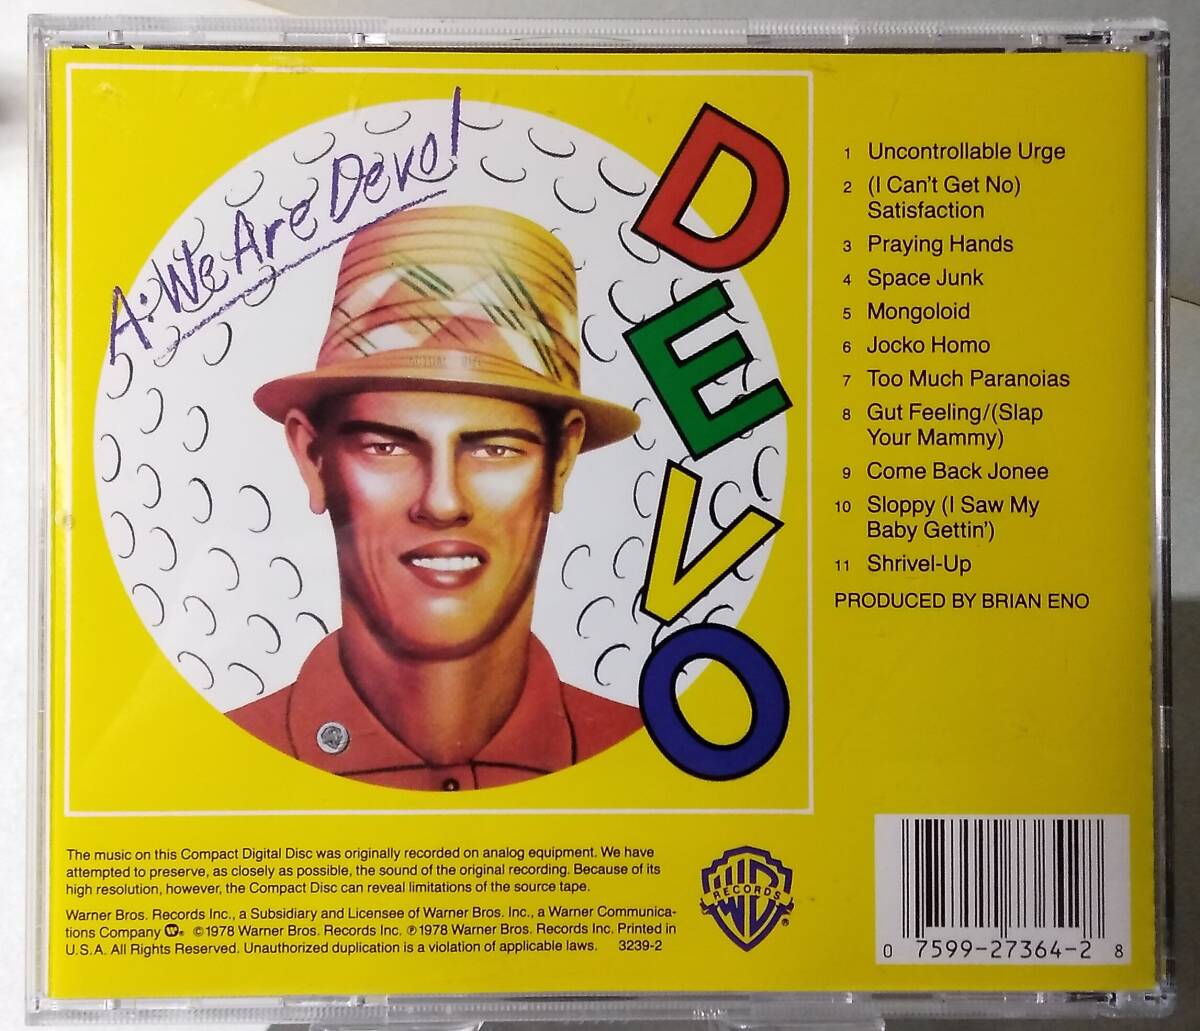 A: We Are Devo!
DEVO
1 Uncontrollable Urge
2 (I Can't Get No)
Satisfaction
3 Praying Hands
4 Space Junk
5 Mongoloid
6 Jocko Homo
7 Too Much Paranoias
8 Gut Feeling/(Slap
Your Mammy)
9 Come Back Jonee
10 Sloppy (I Saw My
Baby Gettin')
11 Shrivel-Up
PRODUCED BY BRIAN ENO
The music on this Compact Digital Disc was originally recorded on analog equipment. We have
attempted to preserve, as closely as possible, the sound of the original recording. Because of its
high resolution, however, the Compact Disc can reveal limitations of the source tape.
Warner Bros. Records Inc., a Subsidiary and Licensee of Warner Bros. Inc., a Warner Communica-
tions Company W® ©1978 Warner Bros. Records Inc. ℗1978 Warner Bros. Records Inc. Printed in
U.S.A. All Rights Reserved. Unauthorized duplication is a violation of applicable laws. 3239-2
WB RECORDS ®
0 7599-27364-2 8